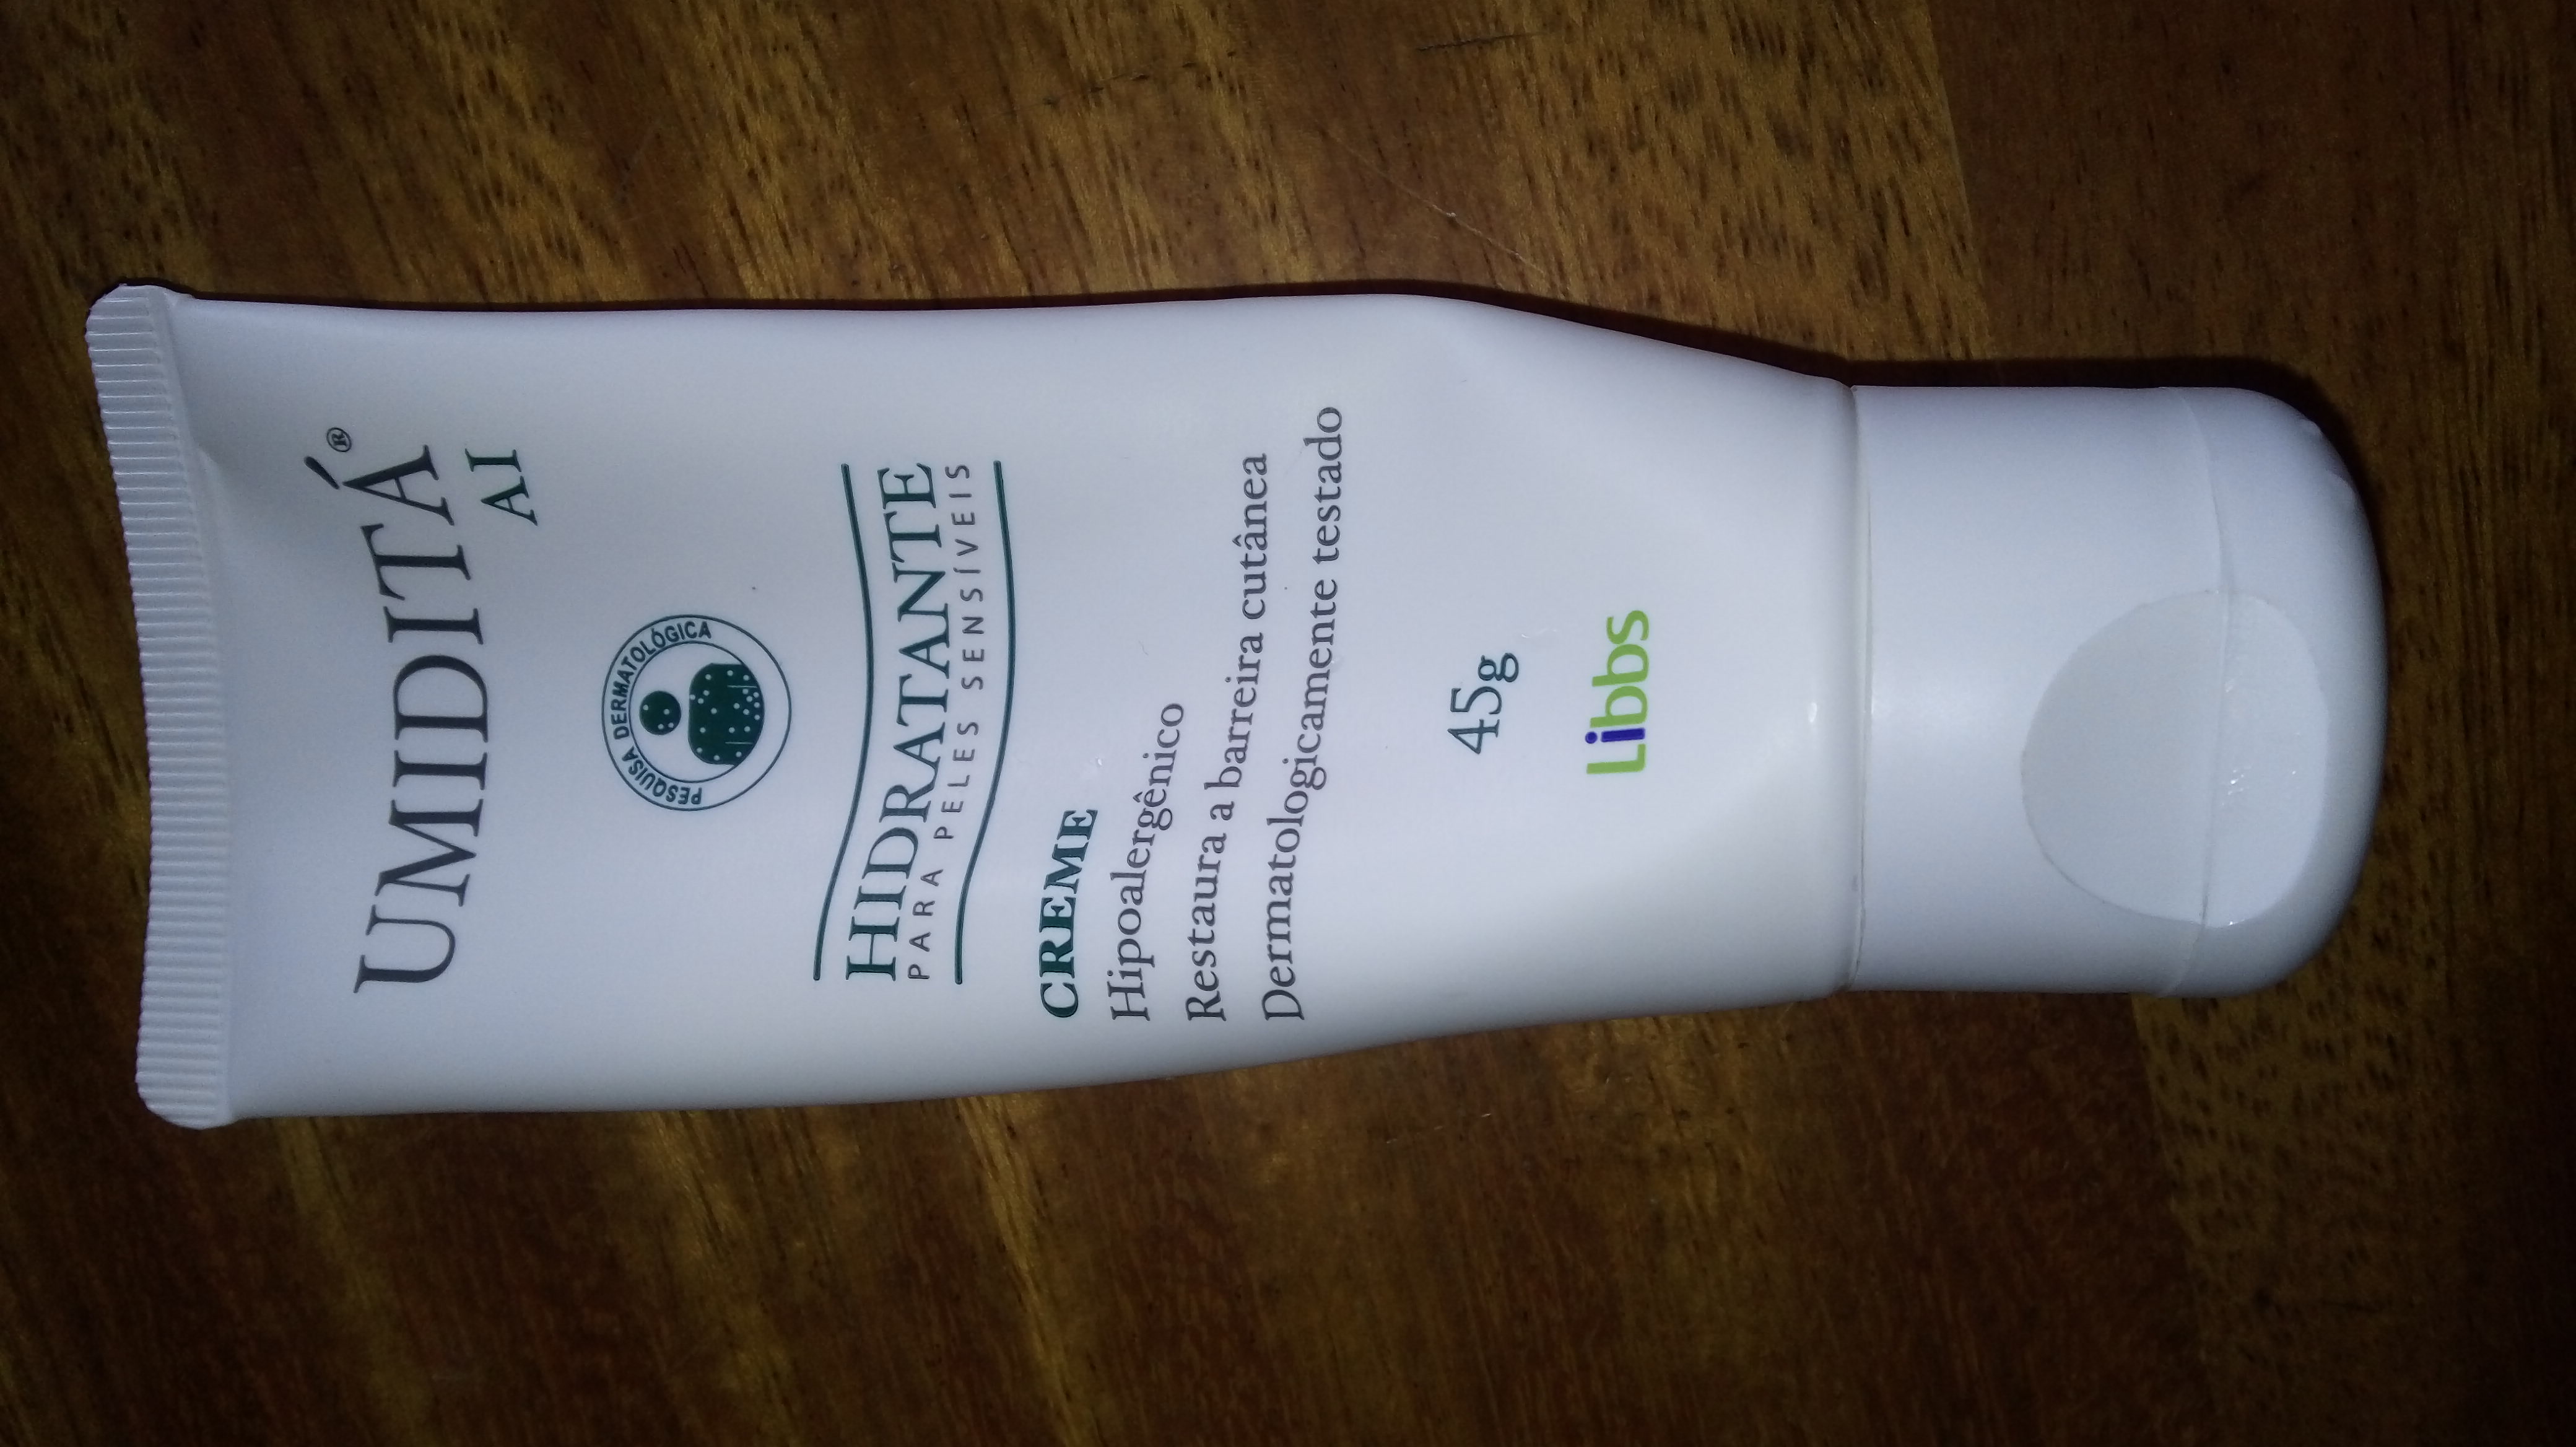 UMIDITÁ®
AI
PESQUISA DERMATOLÓGICA
HIDRATANTE
PARA PELES SENSÍVEIS
CREME
Hipoalergênico
Restaura a barreira cutânea
Dermatologicamente testado
45g
Libbs